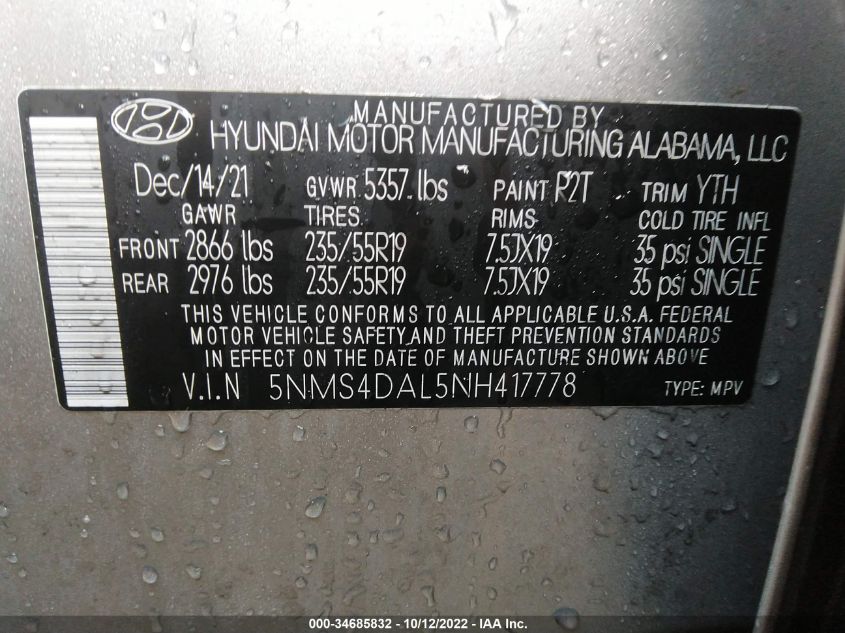 MANUFACTURED BY
HYUNDAI MOTOR MANUFACTURING ALABAMA, LLC
Dec/14/21 GVWR 5357 lbs PAINT R2T TRIM YTH
GAWR TIRES RIMS COLD TIRE INFL
FRONT 2866 lbs 235/55R19 7.5JX19 35 psi SINGLE
REAR 2976 lbs 235/55R19 7.5JX19 35 psi SINGLE
THIS VEHICLE CONFORMS TO ALL APPLICABLE U.S.A. FEDERAL
MOTOR VEHICLE SAFETY AND THEFT PREVENTION STANDARDS
IN EFFECT ON THE DATE OF MANUFACTURE SHOWN ABOVE
V.I.N 5NMS4DAL5NH417778 TYPE: MPV
000-34685832 - 10/12/2022 - IAA Inc.